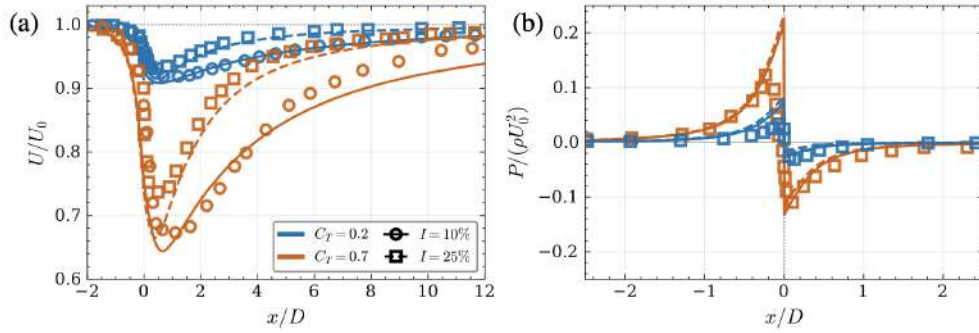 (a)
1.0
0.9
0.8
0.7
0.6
U/U₀
C_T = 0.2
I = 10%
C_T = 0.7
I = 25%
−2 0 2 4 6 8 10 12
x/D
(b)
0.2
0.1
0.0
−0.1
−0.2
P/(ρU₀²)
−2 −1 0 1 2
x/D